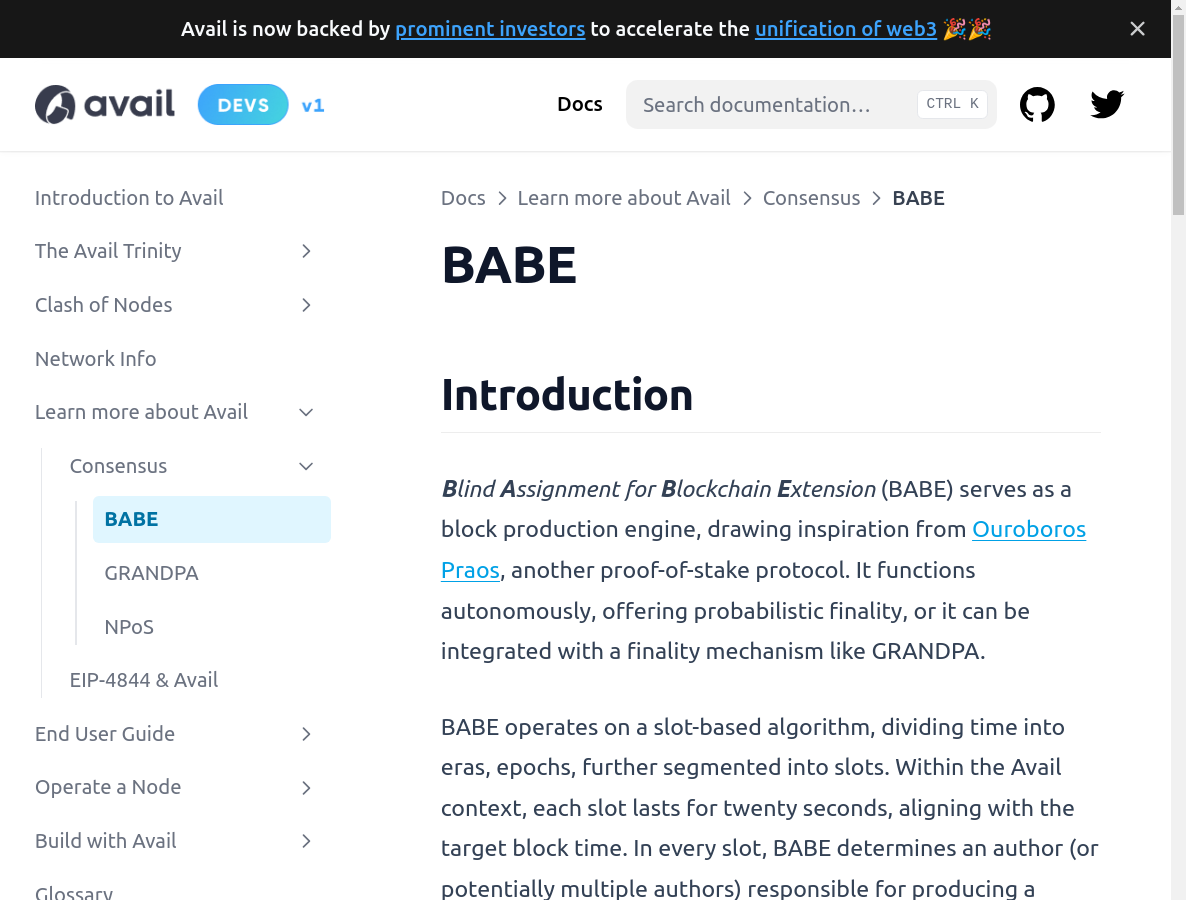 Avail is now backed by prominent investors to accelerate the unification of web3 🎉🎉
avail DEVS v1
Docs
Search documentation…
CTRL K
Introduction to Avail
The Avail Trinity
Clash of Nodes
Network Info
Learn more about Avail
Consensus
BABE
GRANDPA
NPoS
EIP-4844 & Avail
End User Guide
Operate a Node
Build with Avail
Glossary
Docs > Learn more about Avail > Consensus > BABE
BABE
Introduction
Blind Assignment for Blockchain Extension (BABE) serves as a
block production engine, drawing inspiration from Ouroboros
Praos, another proof-of-stake protocol. It functions
autonomously, offering probabilistic finality, or it can be
integrated with a finality mechanism like GRANDPA.
BABE operates on a slot-based algorithm, dividing time into
eras, epochs, further segmented into slots. Within the Avail
context, each slot lasts for twenty seconds, aligning with the
target block time. In every slot, BABE determines an author (or
potentially multiple authors) responsible for producing a